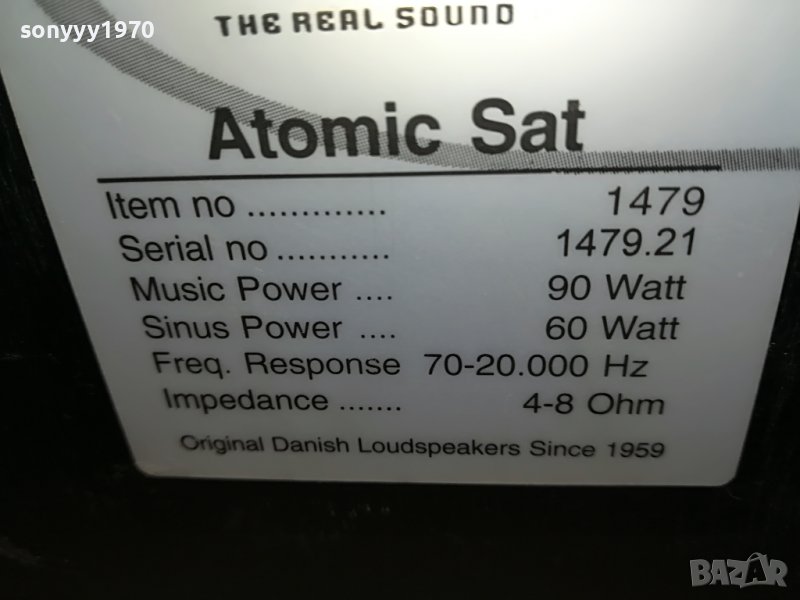 sonyyy1970
THE REAL SOUND
Atomic Sat
Item no ............. 1479
Serial no ........... 1479.21
Music Power .... 90 Watt
Sinus Power .... 60 Watt
Freq. Response 70-20.000 Hz
Impedance ....... 4-8 Ohm
Original Danish Loudspeakers Since 1959
BAZAR